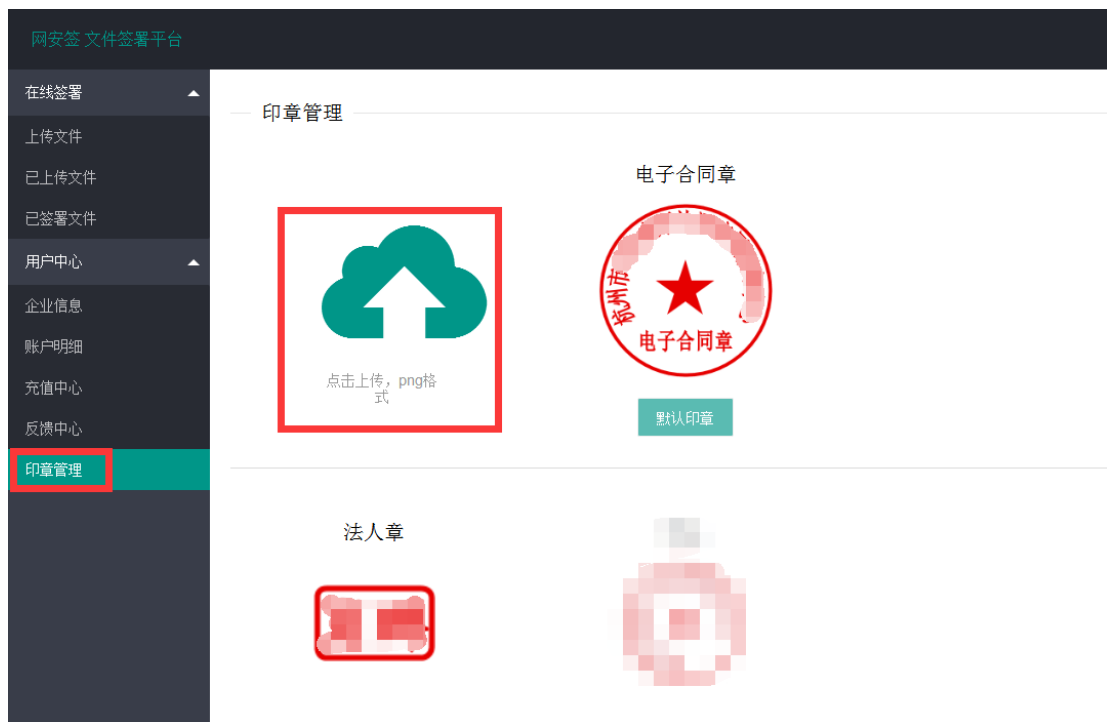 网安签 文件签署平台
在线签署
上传文件
已上传文件
已签署文件
用户中心
企业信息
账户明细
充值中心
反馈中心
印章管理
印章管理
点击上传，png格
式
电子合同章
杭州市
电子合同章
默认印章
法人章